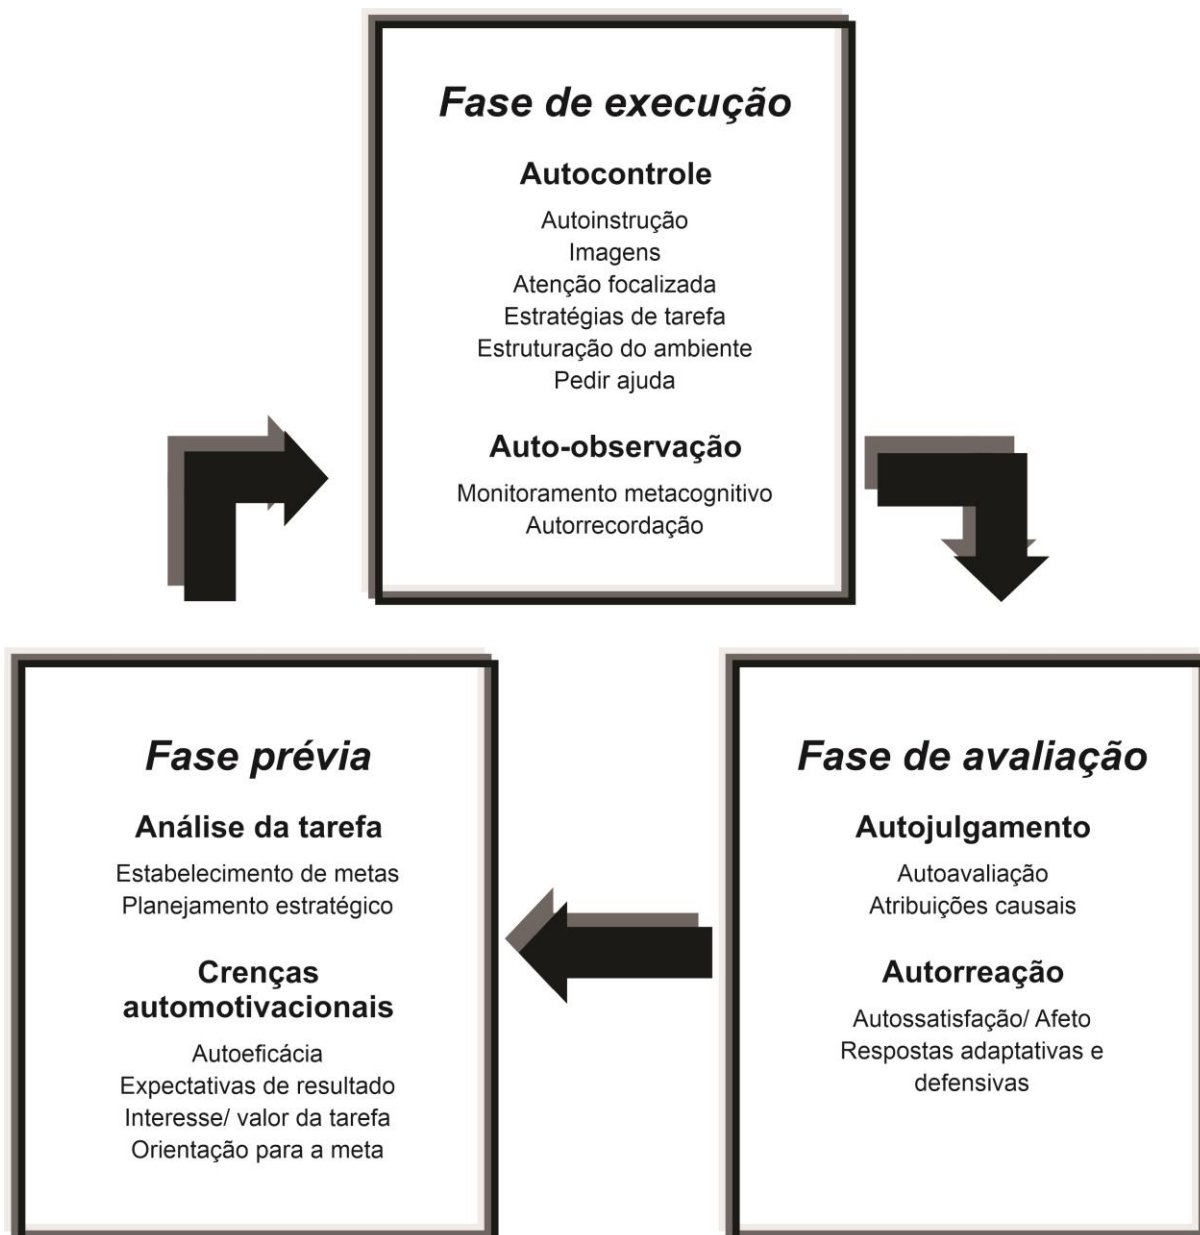 Fase de execução
Autocontrole
Autoinstrução
Imagens
Atenção focalizada
Estratégias de tarefa
Estruturação do ambiente
Pedir ajuda
Auto-observação
Monitoramento metacognitivo
Autorrecordação
Fase prévia
Análise da tarefa
Estabelecimento de metas
Planejamento estratégico
Crenças
automotivacionais
Autoeficácia
Expectativas de resultado
Interesse/ valor da tarefa
Orientação para a meta
Fase de avaliação
Autojulgamento
Autoavaliação
Atribuições causais
Autorreação
Autossatisfação/ Afeto
Respostas adaptativas e
defensivas